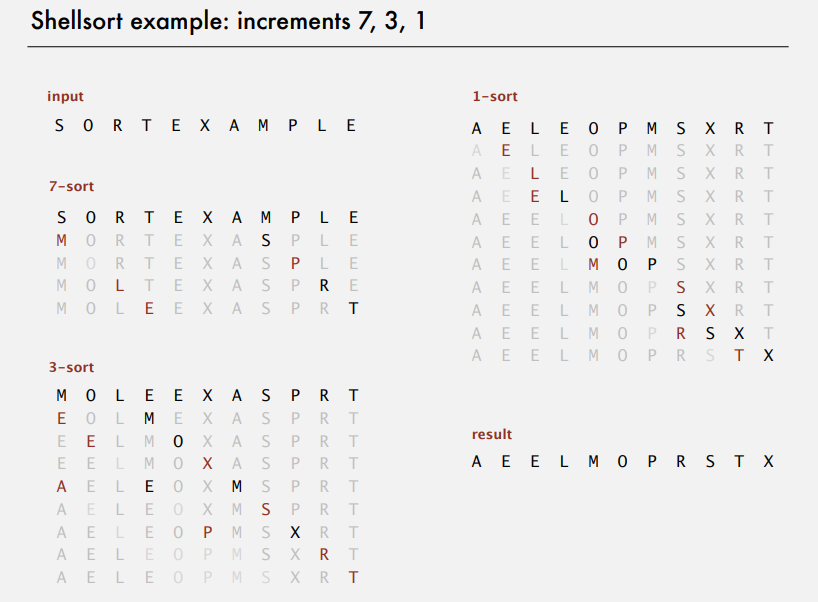 Shellsort example: increments 7, 3, 1
input
S O R T E X A M P L E
7-sort
S O R T E X A M P L E
M O R T E X A S P L E
M O R T E X A S P L E
M O L T E X A S P R E
M O L E E X A S P R T
3-sort
M O L E E X A S P R T
E O L M E X A S P R T
E E L M O X A S P R T
E E L M O X A S P R T
A E L E O X M S P R T
A E L E O X M S P R T
A E L E O P M S X R T
A E L E O P M S X R T
A E L E O P M S X R T
1-sort
A E L E O P M S X R T
A E L E O P M S X R T
A E L E O P M S X R T
A E E L O P M S X R T
A E E L O P M S X R T
A E E L O P M S X R T
A E E L M O P S X R T
A E E L M O P S X R T
A E E L M O P S X R T
A E E L M O P R S X T
A E E L M O P R S T X
result
A E E L M O P R S T X